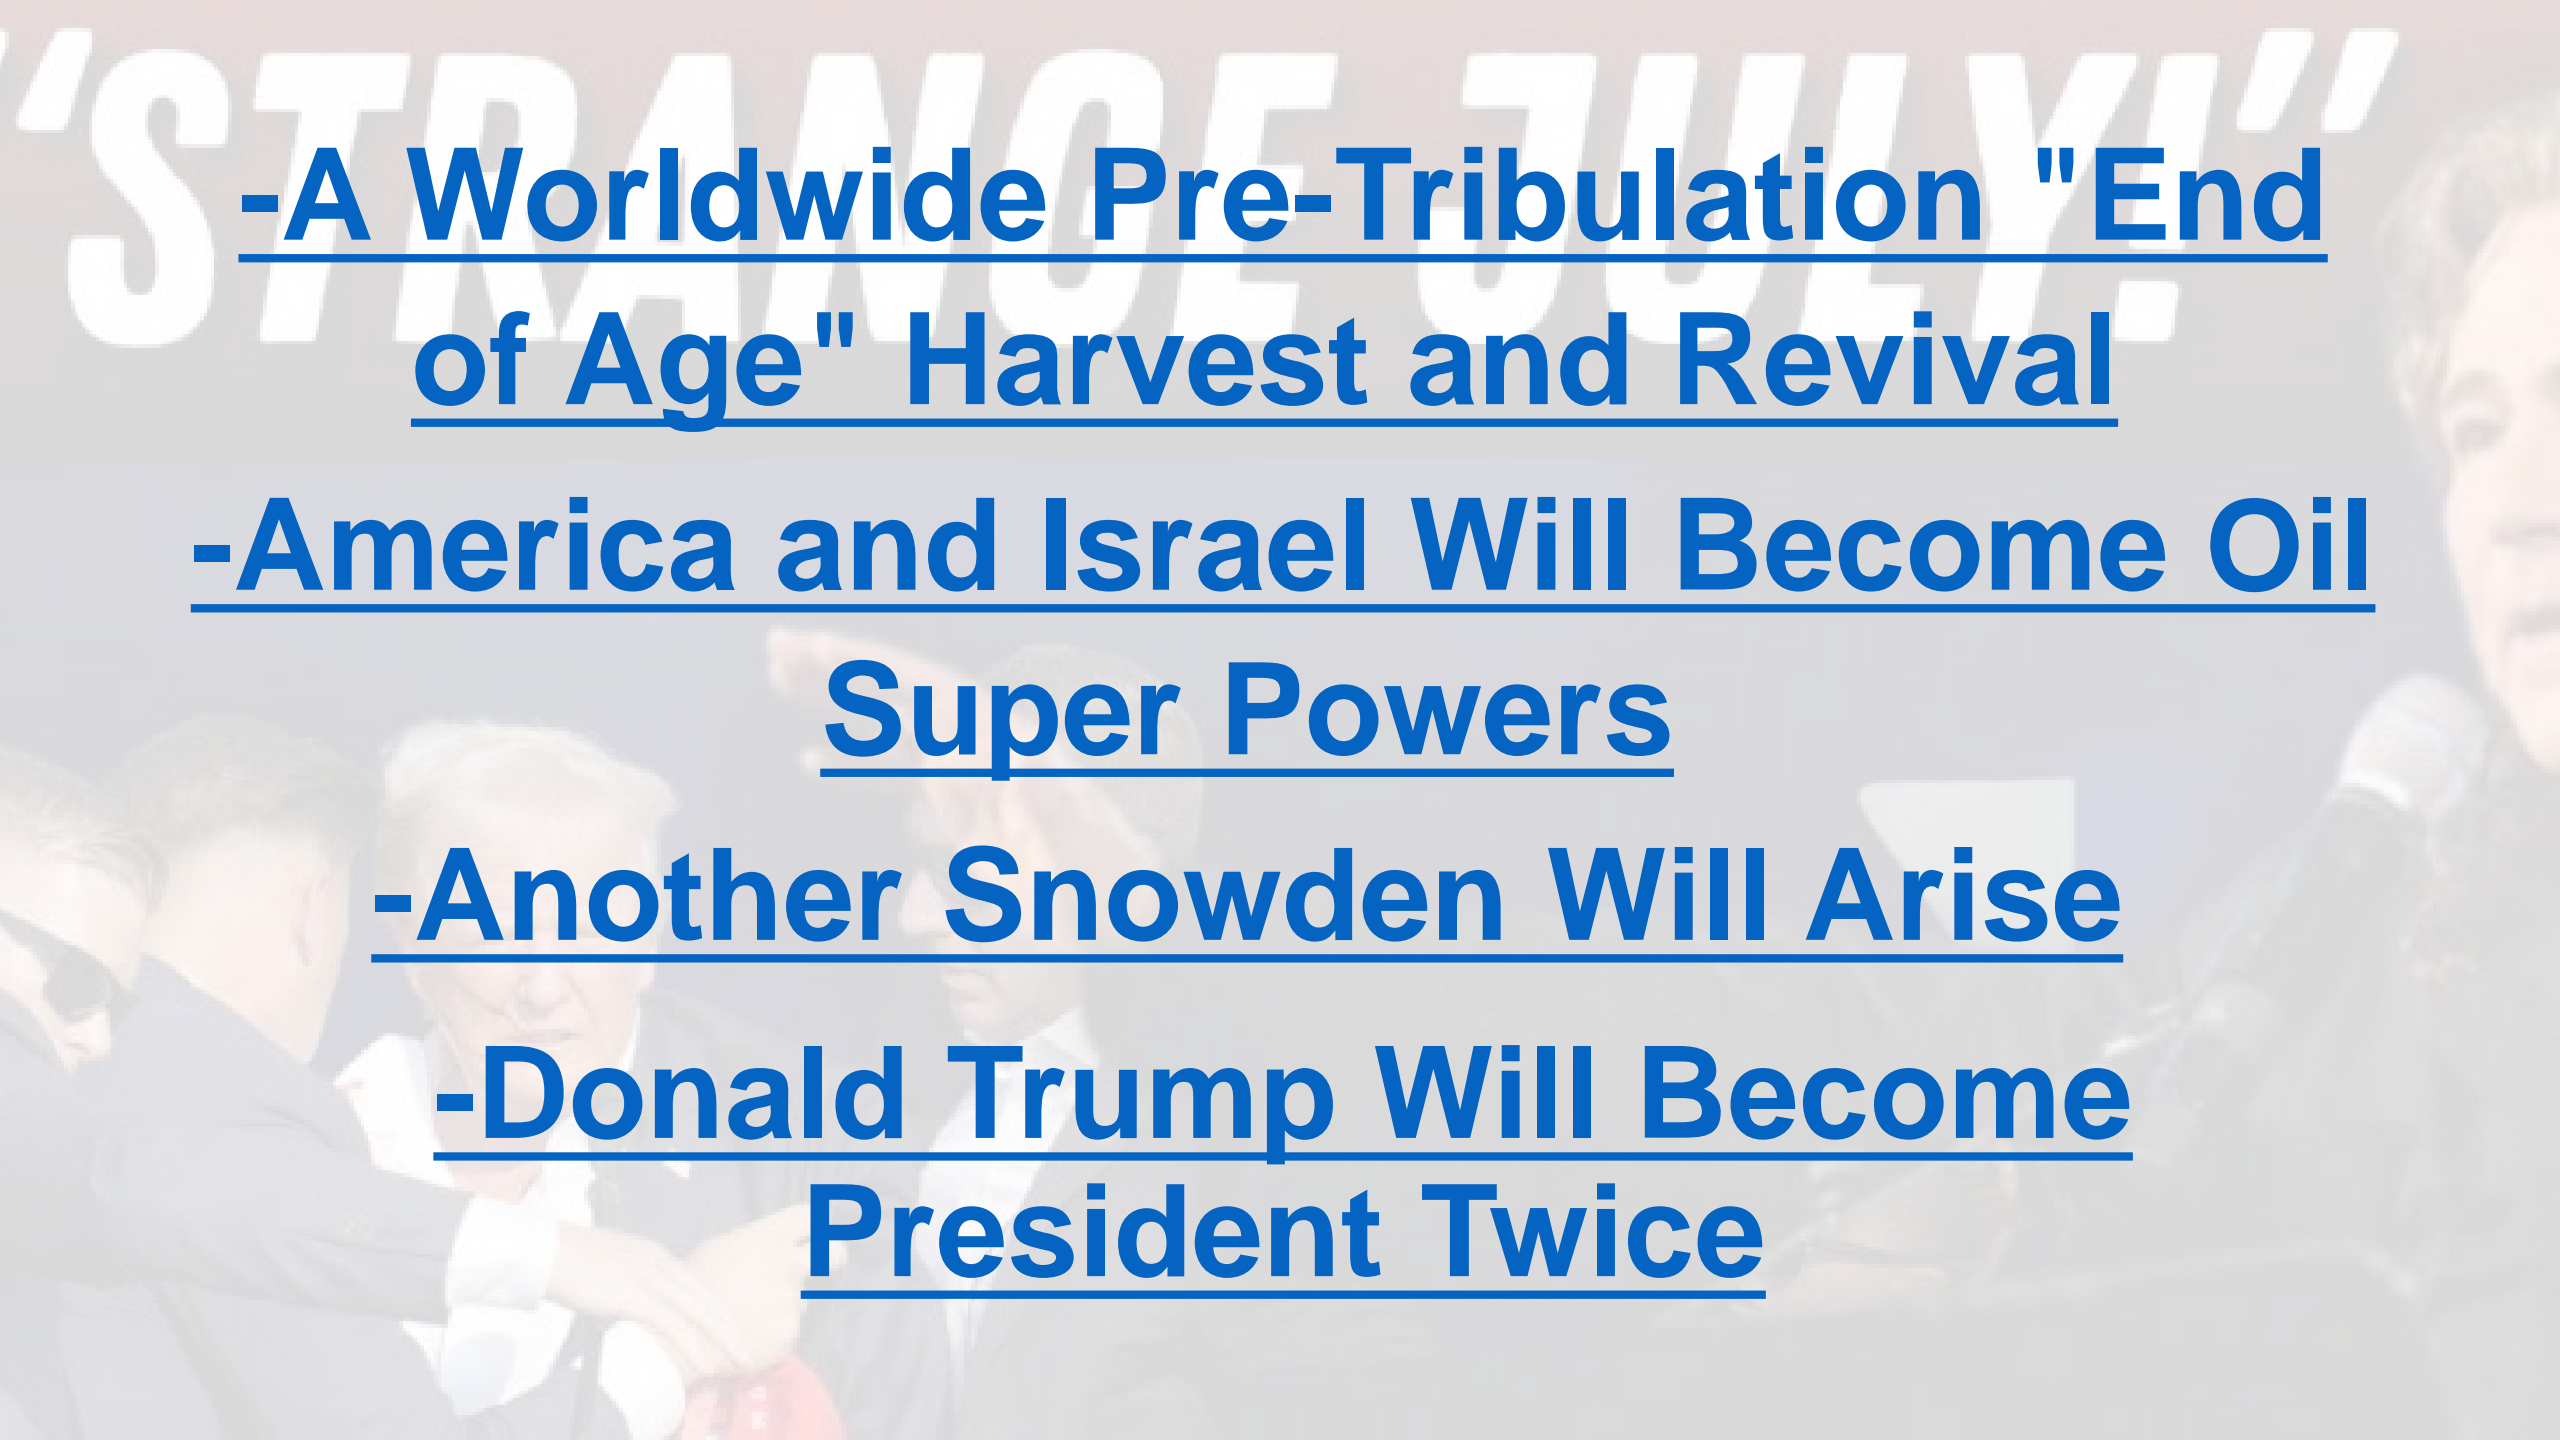 "STRANGE JULY!"
-A Worldwide Pre-Tribulation "End
of Age" Harvest and Revival
-America and Israel Will Become Oil
Super Powers
-Another Snowden Will Arise
-Donald Trump Will Become
President Twice